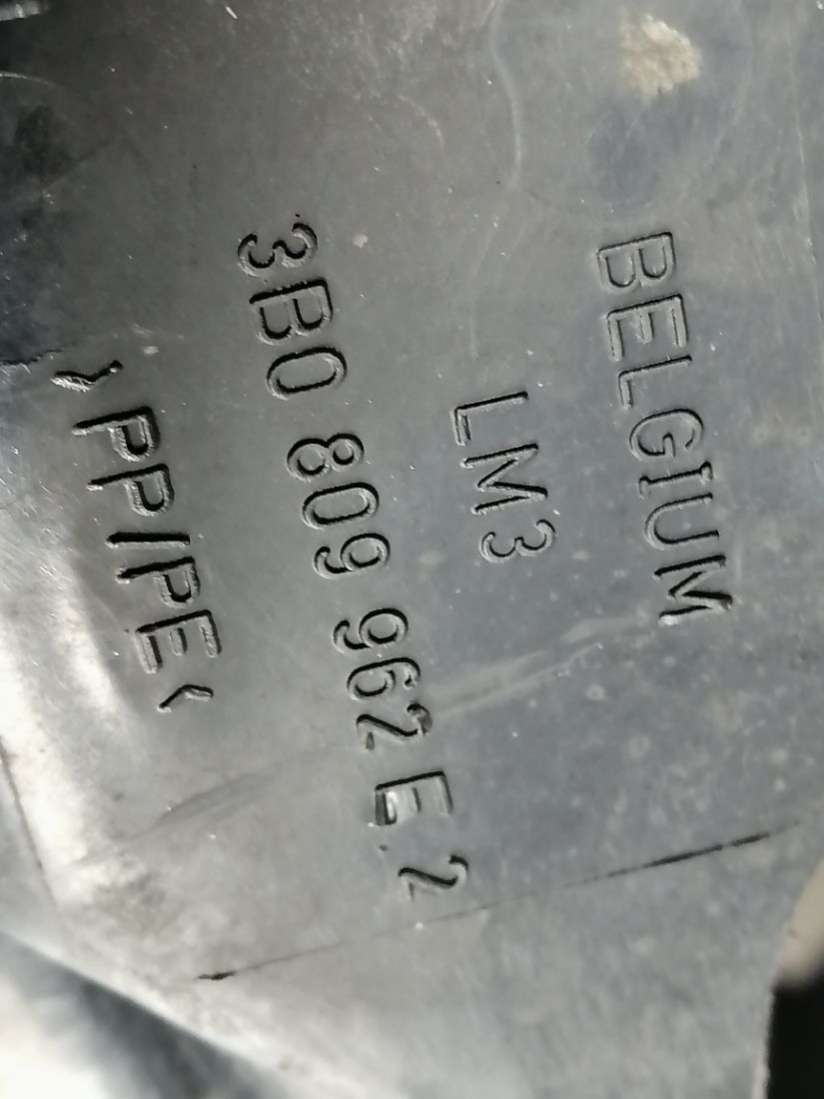 BELGIUM
LM3
3B0 809 962 E 2
>PP/PE<